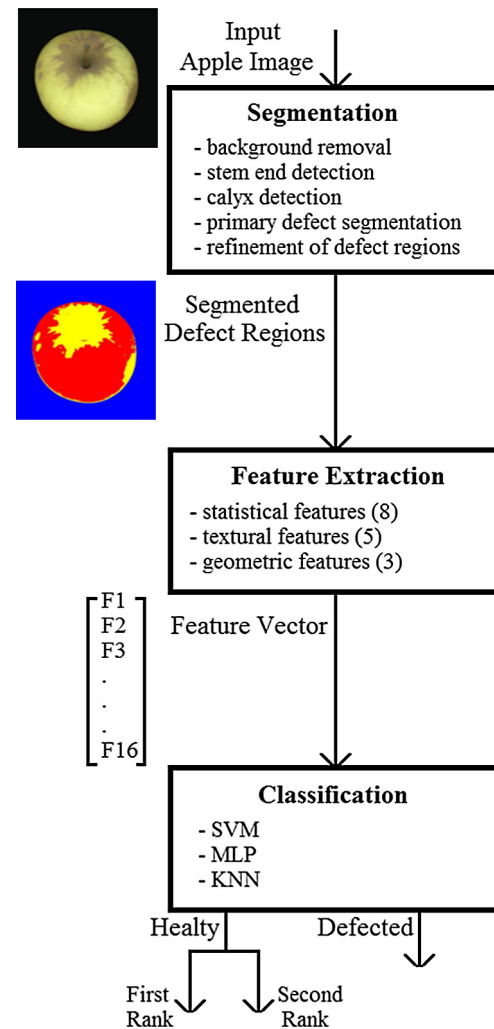 Input
Apple Image
Segmentation
- background removal
- stem end detection
- calyx detection
- primary defect segmentation
- refinement of defect regions
Segmented
Defect Regions
Feature Extraction
- statistical features (8)
- textural features (5)
- geometric features (3)
F1
F2
F3
.
.
.
F16
Feature Vector
Classification
- SVM
- MLP
- KNN
Healty
Defected
First
Rank
Second
Rank